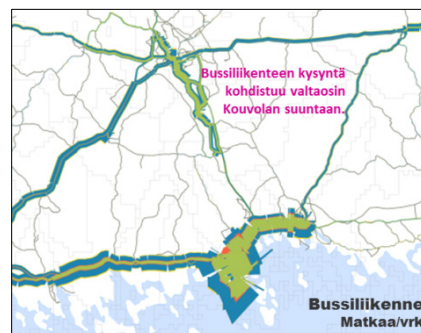 Bussiliikenteen kysyntä
kohdistuu valtaosin
Kouvolan suuntaan.
Bussiliikenne
Matkaa/vrk